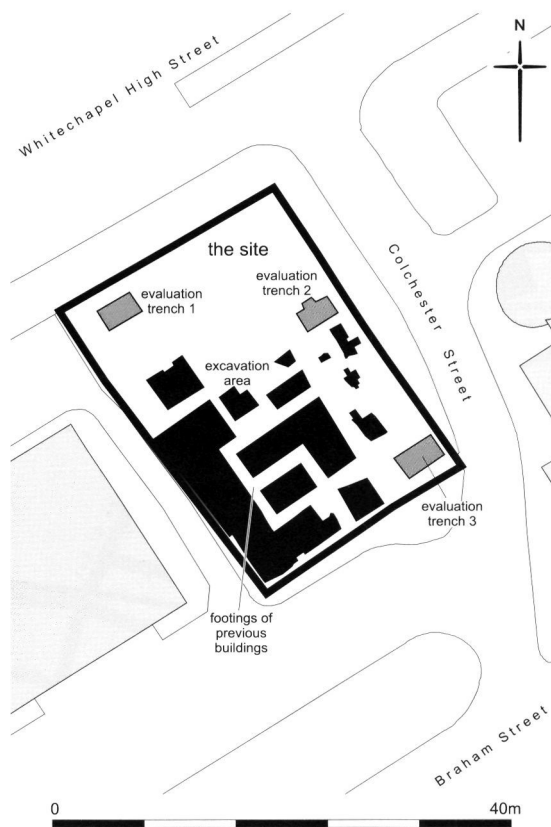 N
Whitechapel High Street
the site
Colchester Street
evaluation
trench 1
evaluation
trench 2
excavation
area
evaluation
trench 3
footings of
previous
buildings
Braham Street
0
40m